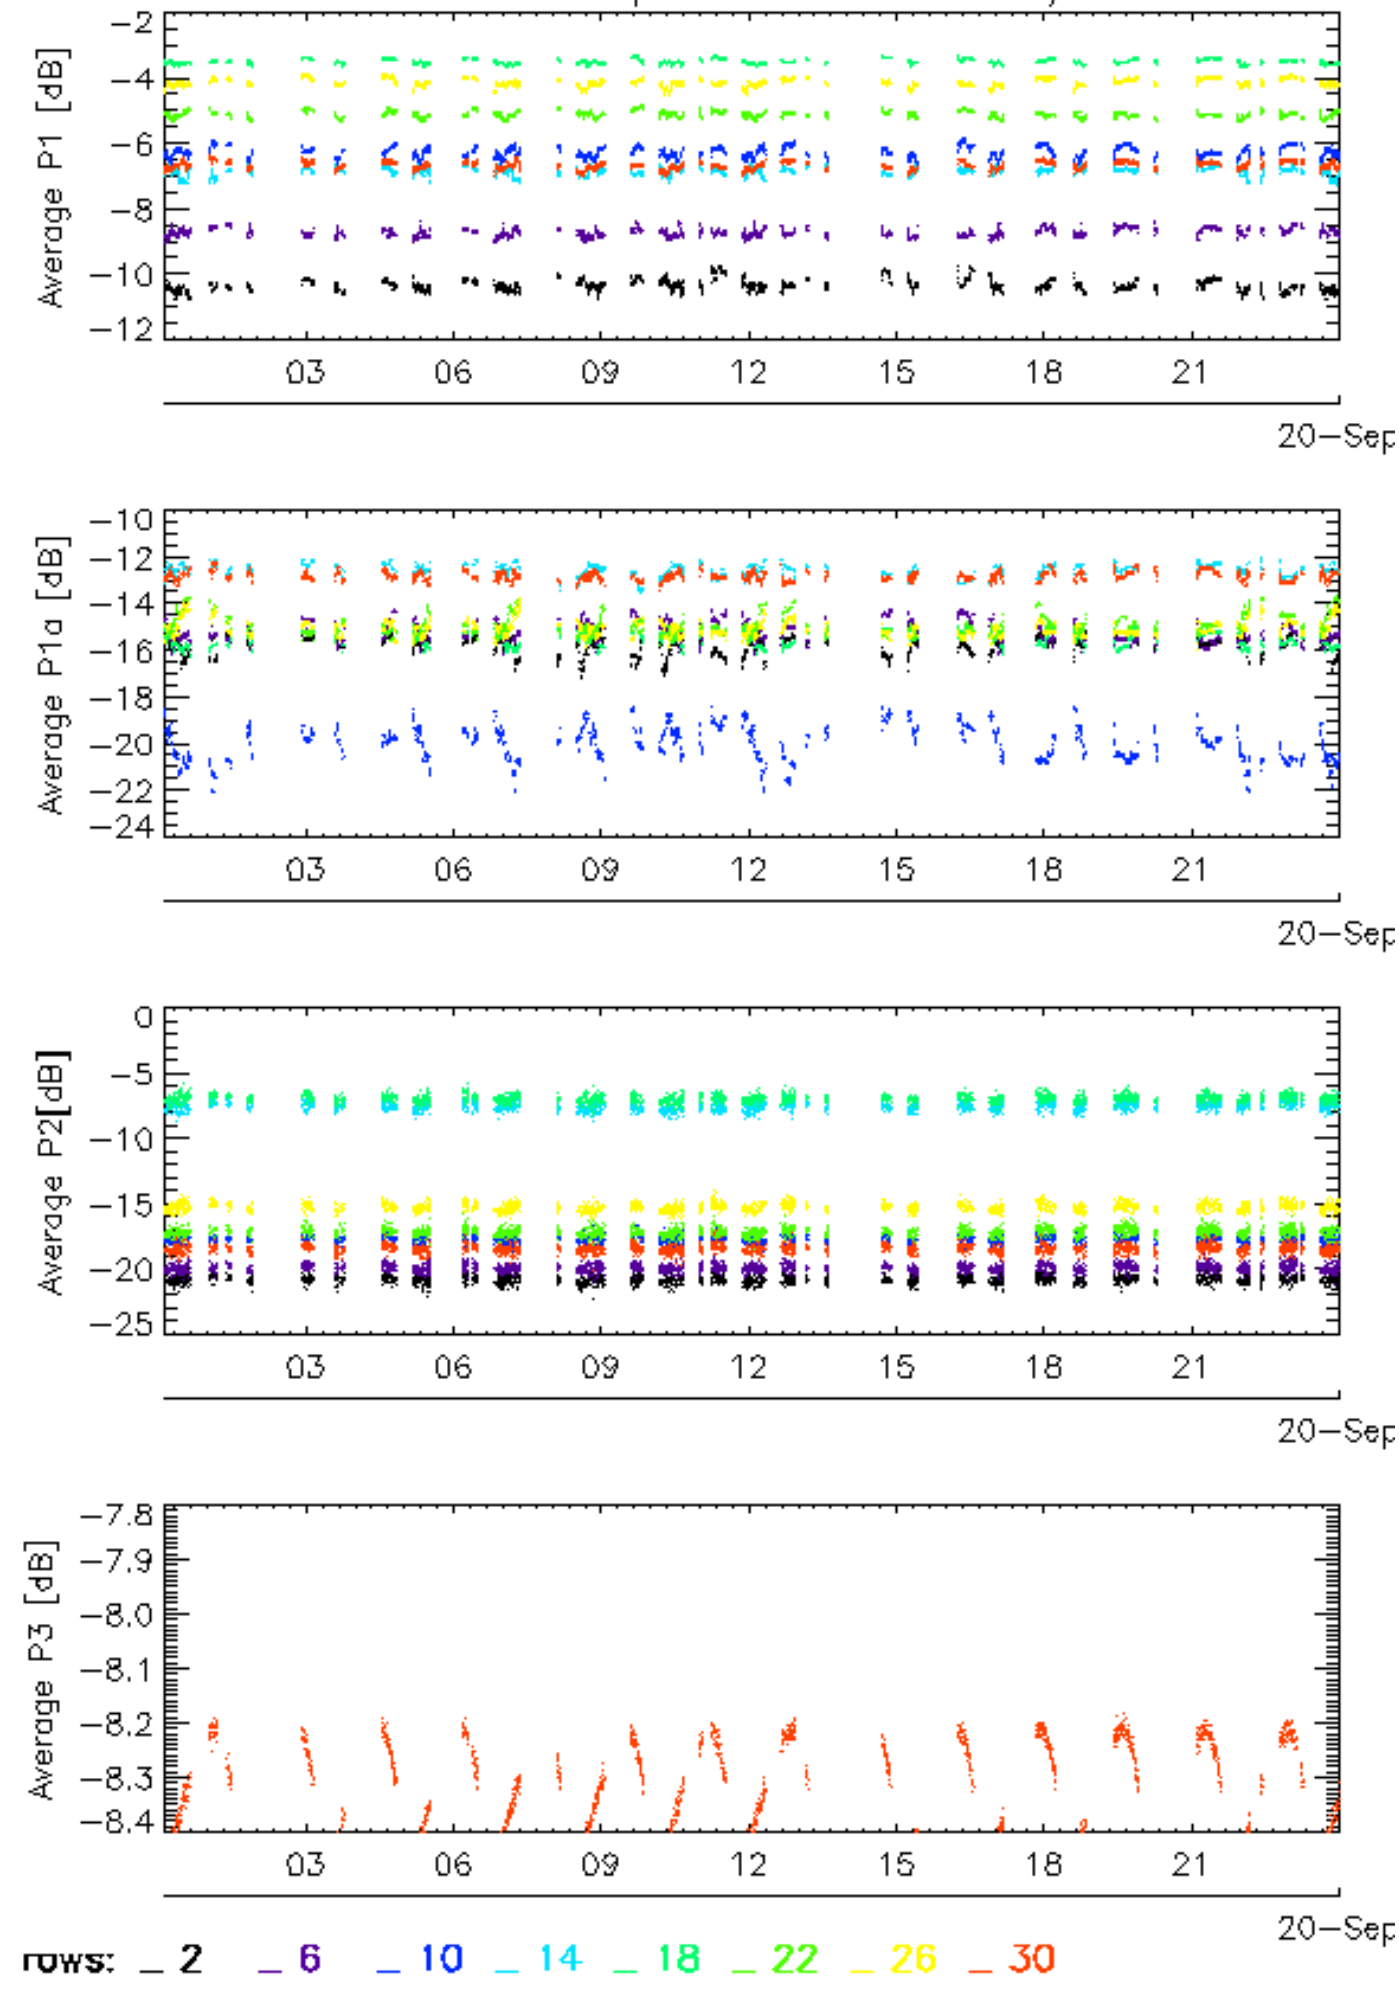 Average P1 [dB]
-2
-4
-6
-8
-10
-12
03 06 09 12 15 18 21
20-Sep
Average P1a [dB]
-10
-12
-14
-16
-18
-20
-22
-24
03 06 09 12 15 18 21
20-Sep
Average P2[dB]
0
-5
-10
-15
-20
-25
03 06 09 12 15 18 21
20-Sep
Average P3 [dB]
-7.8
-7.9
-8.0
-8.1
-8.2
-8.3
-8.4
03 06 09 12 15 18 21
20-Sep
rows: _ 2 _ 6 _ 10 _ 14 _ 18 _ 22 _ 26 _ 30